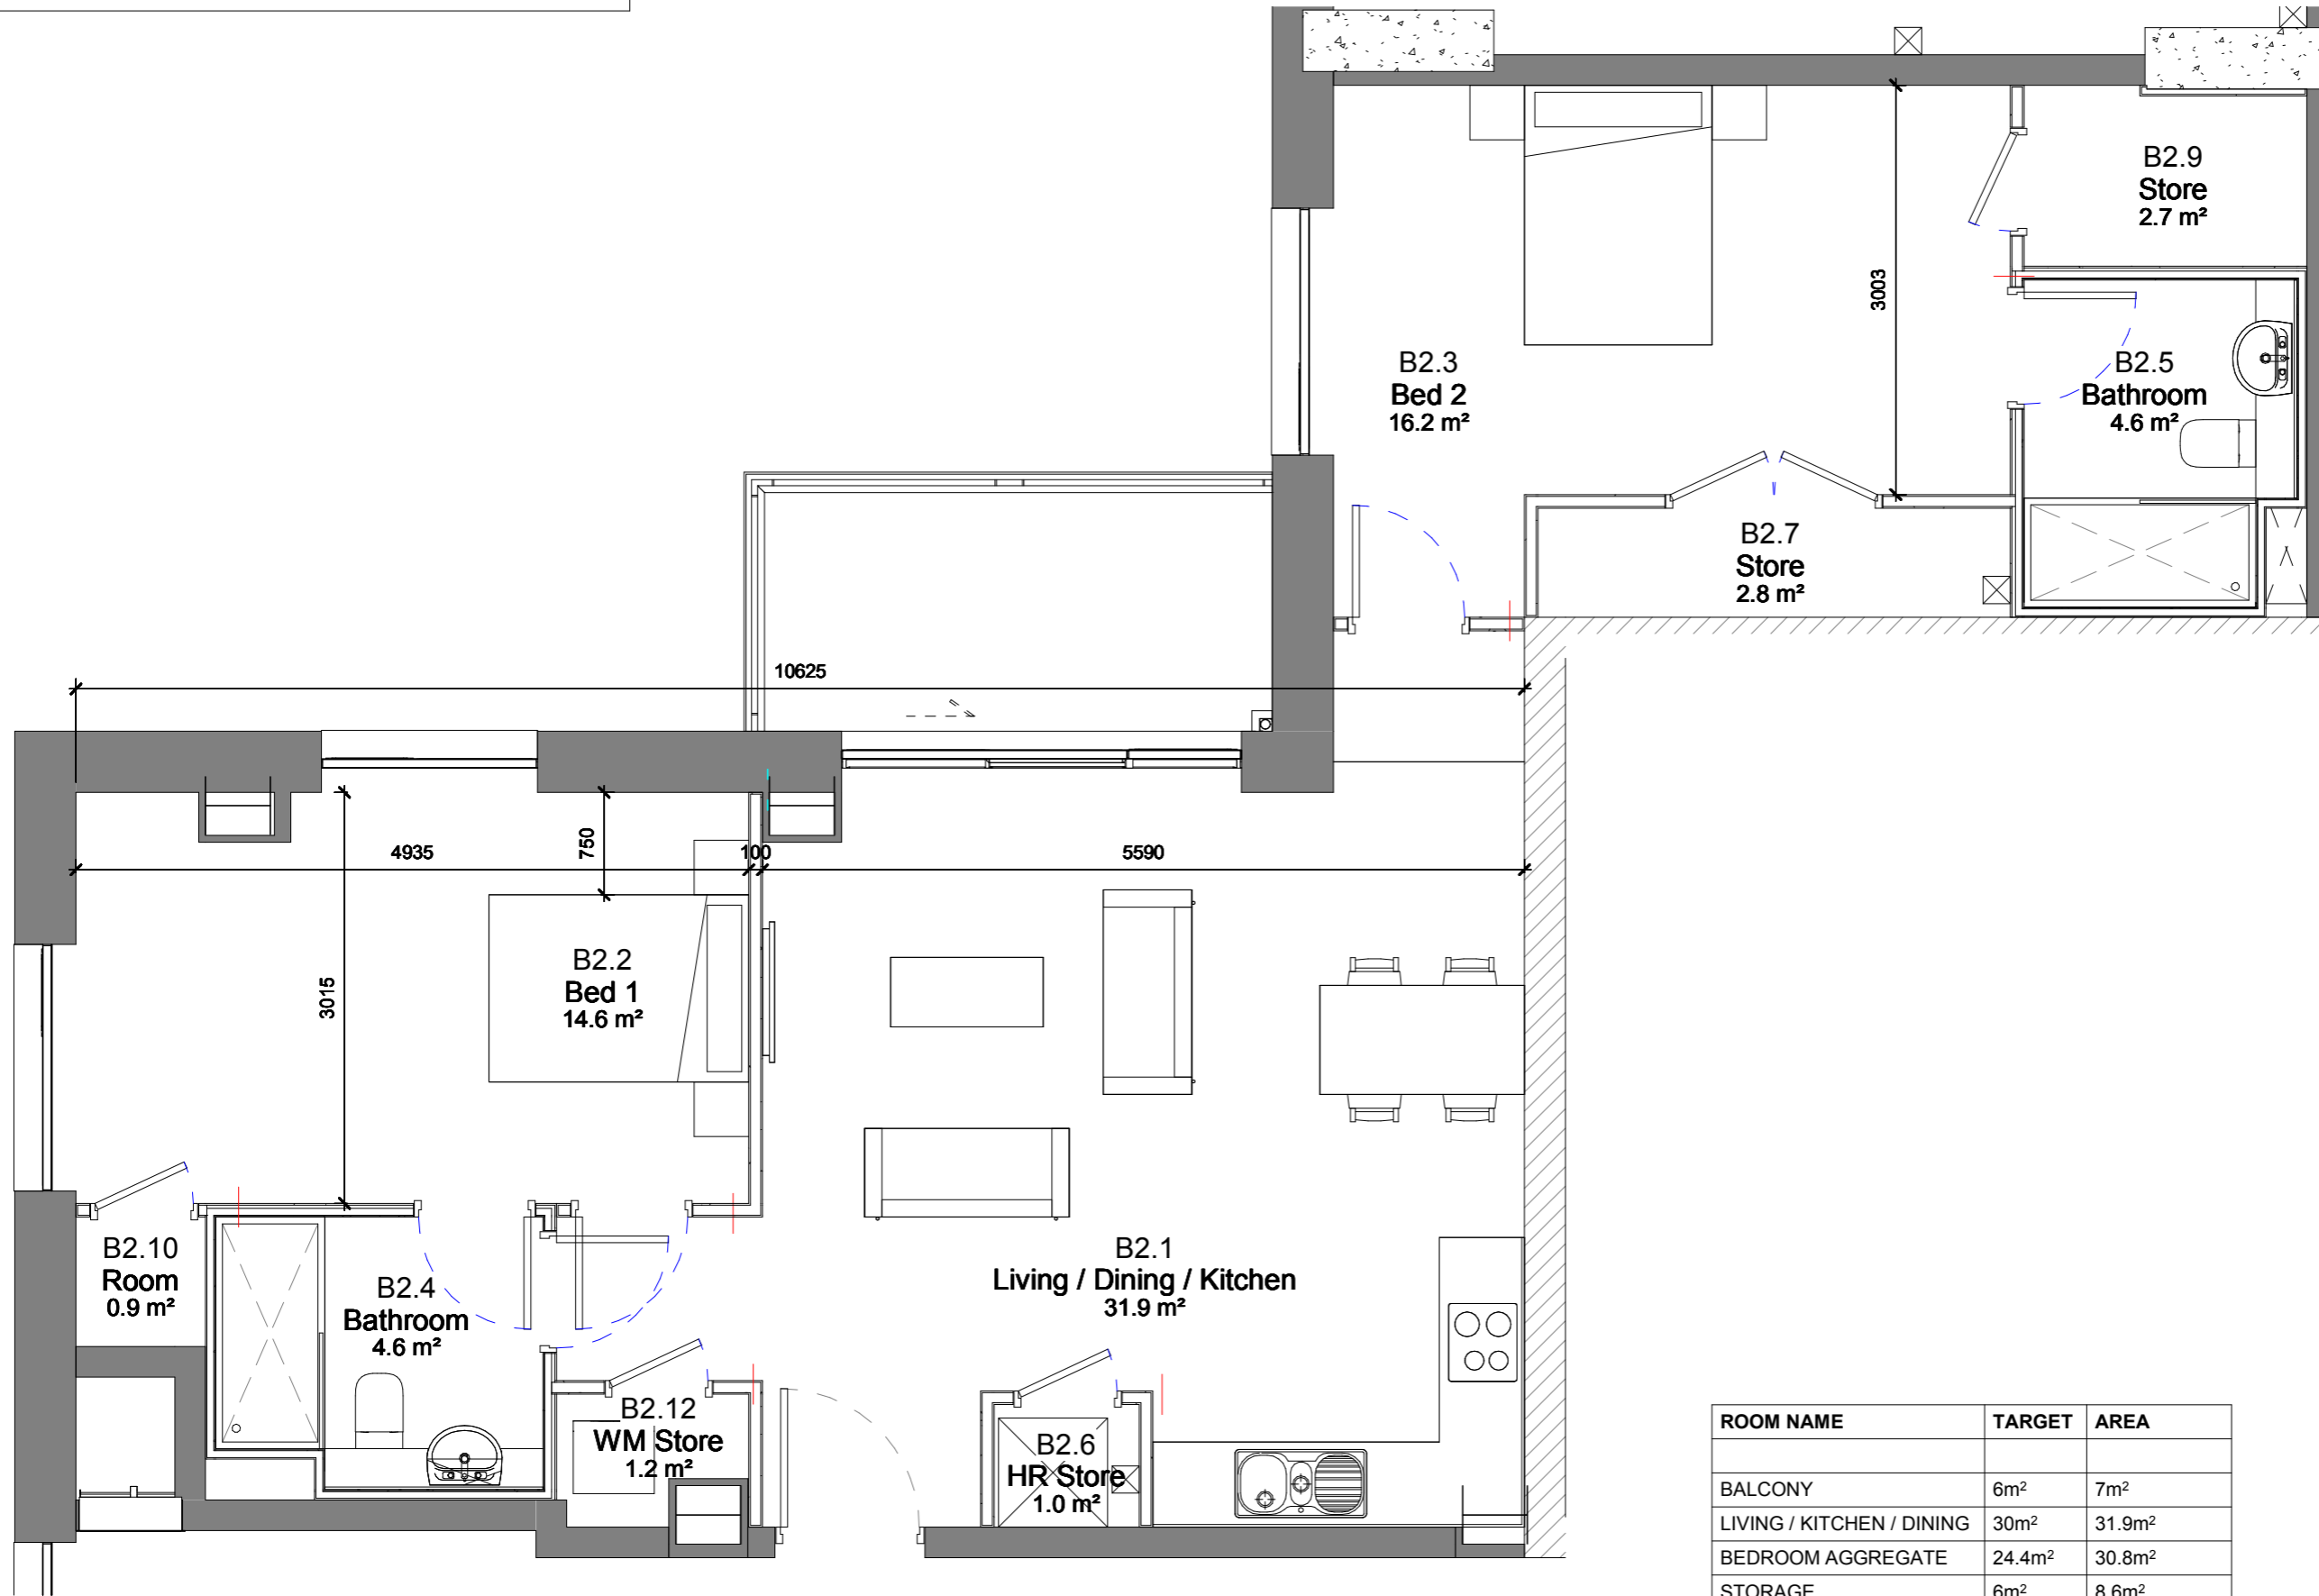 B2.9
Store
2.7 m²
3003
B2.3
Bed 2
16.2 m²
B2.5
Bathroom
4.6 m²
B2.7
Store
2.8 m²
10625
4935
750
100
5590
3015
B2.2
Bed 1
14.6 m²
B2.10
Room
0.9 m²
B2.4
Bathroom
4.6 m²
B2.1
Living / Dining / Kitchen
31.9 m²
B2.12
WM Store
1.2 m²
B2.6
HR Store
1.0 m²
ROOM NAME TARGET AREA
BALCONY 6m² 7m²
LIVING / KITCHEN / DINING 30m² 31.9m²
BEDROOM AGGREGATE 24.4m² 30.8m²
STORAGE 6m² 8.6m²